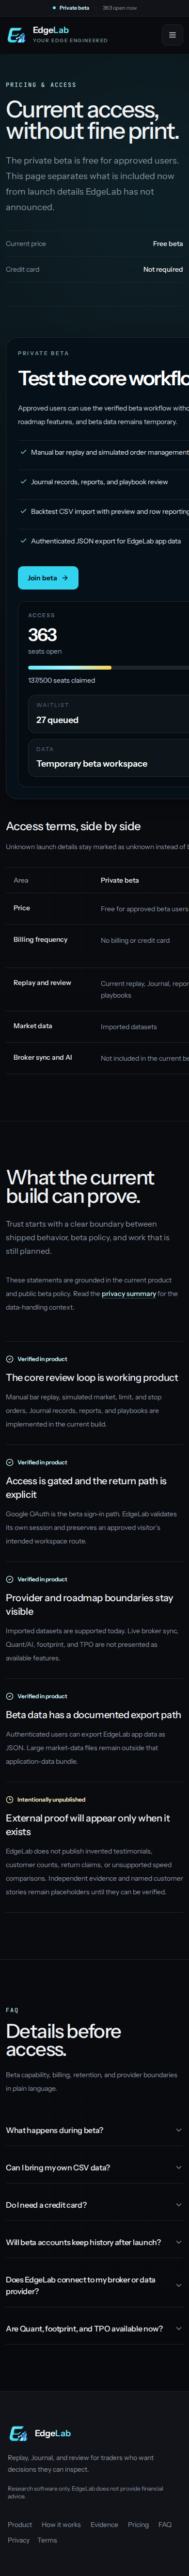 Private beta 363 open now
EdgeLab
YOUR EDGE ENGINEERED
PRICING & ACCESS
Current access,
without fine print.
The private beta is free for approved users.
This page separates what is included now
from launch details EdgeLab has not
announced.
Current price Free beta
Credit card Not required
PRIVATE BETA
Test the core workflo
Approved users can use the verified beta workflow witho
roadmap features, and beta data remains temporary.
Manual bar replay and simulated order management
Journal records, reports, and playbook review
Backtest CSV import with preview and row reporting
Authenticated JSON export for EdgeLab app data
Join beta
ACCESS
363
seats open
137/500 seats claimed
WAITLIST
27 queued
DATA
Temporary beta workspace
Access terms, side by side
Unknown launch details stay marked as unknown instead of b
Area Private beta
Price Free for approved beta users
Billing frequency No billing or credit card
Replay and review Current replay, Journal, repor
playbooks
Market data Imported datasets
Broker sync and AI Not included in the current be
What the current
build can prove.
Trust starts with a clear boundary between
shipped behavior, beta policy, and work that is
still planned.
These statements are grounded in the current product
and public beta policy. Read the privacy summary for the
data-handling context.
Verified in product
The core review loop is working product
Manual bar replay, simulated market, limit, and stop
orders, Journal records, reports, and playbooks are
implemented in the current build.
Verified in product
Access is gated and the return path is
explicit
Google OAuth is the beta sign-in path. EdgeLab validates
its own session and preserves an approved visitor's
intended workspace route.
Verified in product
Provider and roadmap boundaries stay
visible
Imported datasets are supported today. Live broker sync,
Quant/AI, footprint, and TPO are not presented as
available features.
Verified in product
Beta data has a documented export path
Authenticated users can export EdgeLab app data as
JSON. Large market-data files remain outside that
application-data bundle.
Intentionally unpublished
External proof will appear only when it
exists
EdgeLab does not publish invented testimonials,
customer counts, return claims, or unsupported speed
comparisons. Independent evidence and named customer
stories remain placeholders until they can be verified.
FAQ
Details before
access.
Beta capability, billing, retention, and provider boundaries
in plain language.
What happens during beta?
Can I bring my own CSV data?
Do I need a credit card?
Will beta accounts keep history after launch?
Does EdgeLab connect to my broker or data
provider?
Are Quant, footprint, and TPO available now?
EdgeLab
Replay, Journal, and review for traders who want
decisions they can inspect.
Research software only. EdgeLab does not provide financial
advice.
Product How it works Evidence Pricing FAQ
Privacy Terms